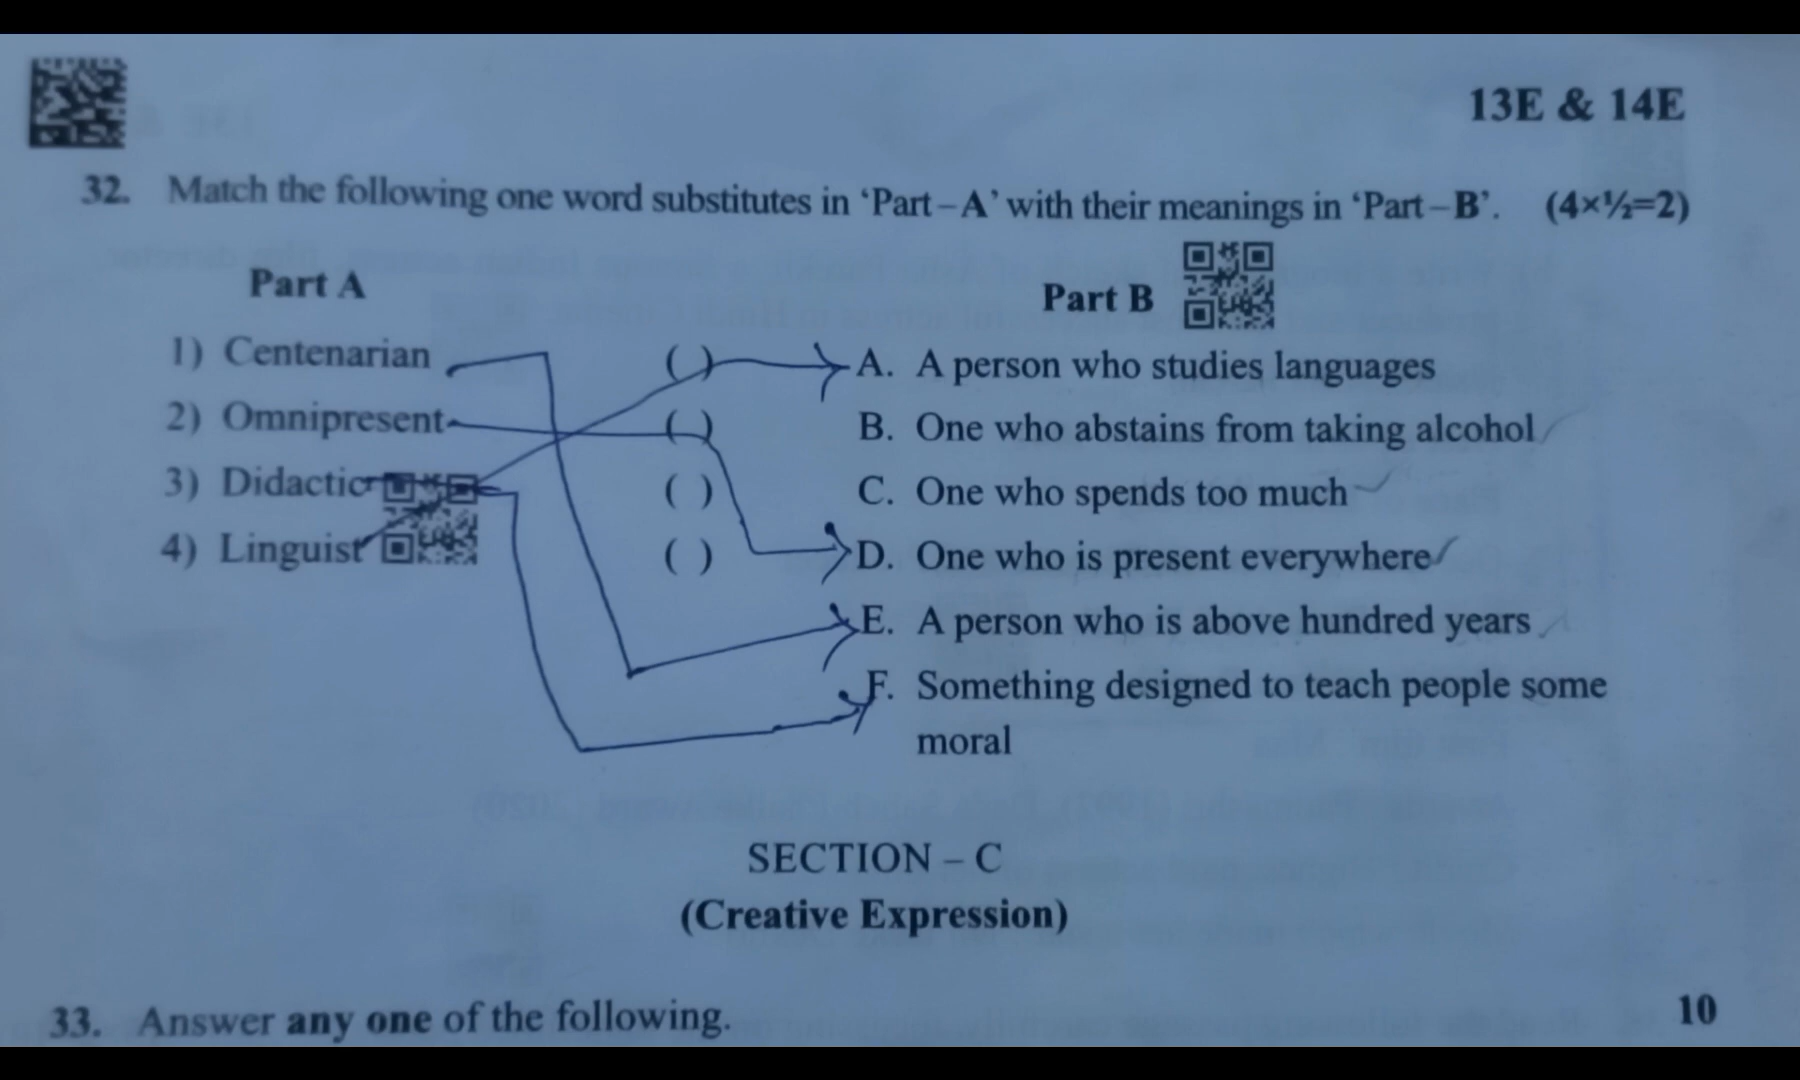 13E & 14E
32. Match the following one word substitutes in ‘Part – A’ with their meanings in ‘Part – B’. (4×½=2)
Part A
Part B
1) Centenarian ( ) A. A person who studies languages
2) Omnipresent ( ) B. One who abstains from taking alcohol
3) Didactic ( ) C. One who spends too much
4) Linguist ( ) D. One who is present everywhere
E. A person who is above hundred years
F. Something designed to teach people some
moral
SECTION – C
(Creative Expression)
33. Answer any one of the following. 10